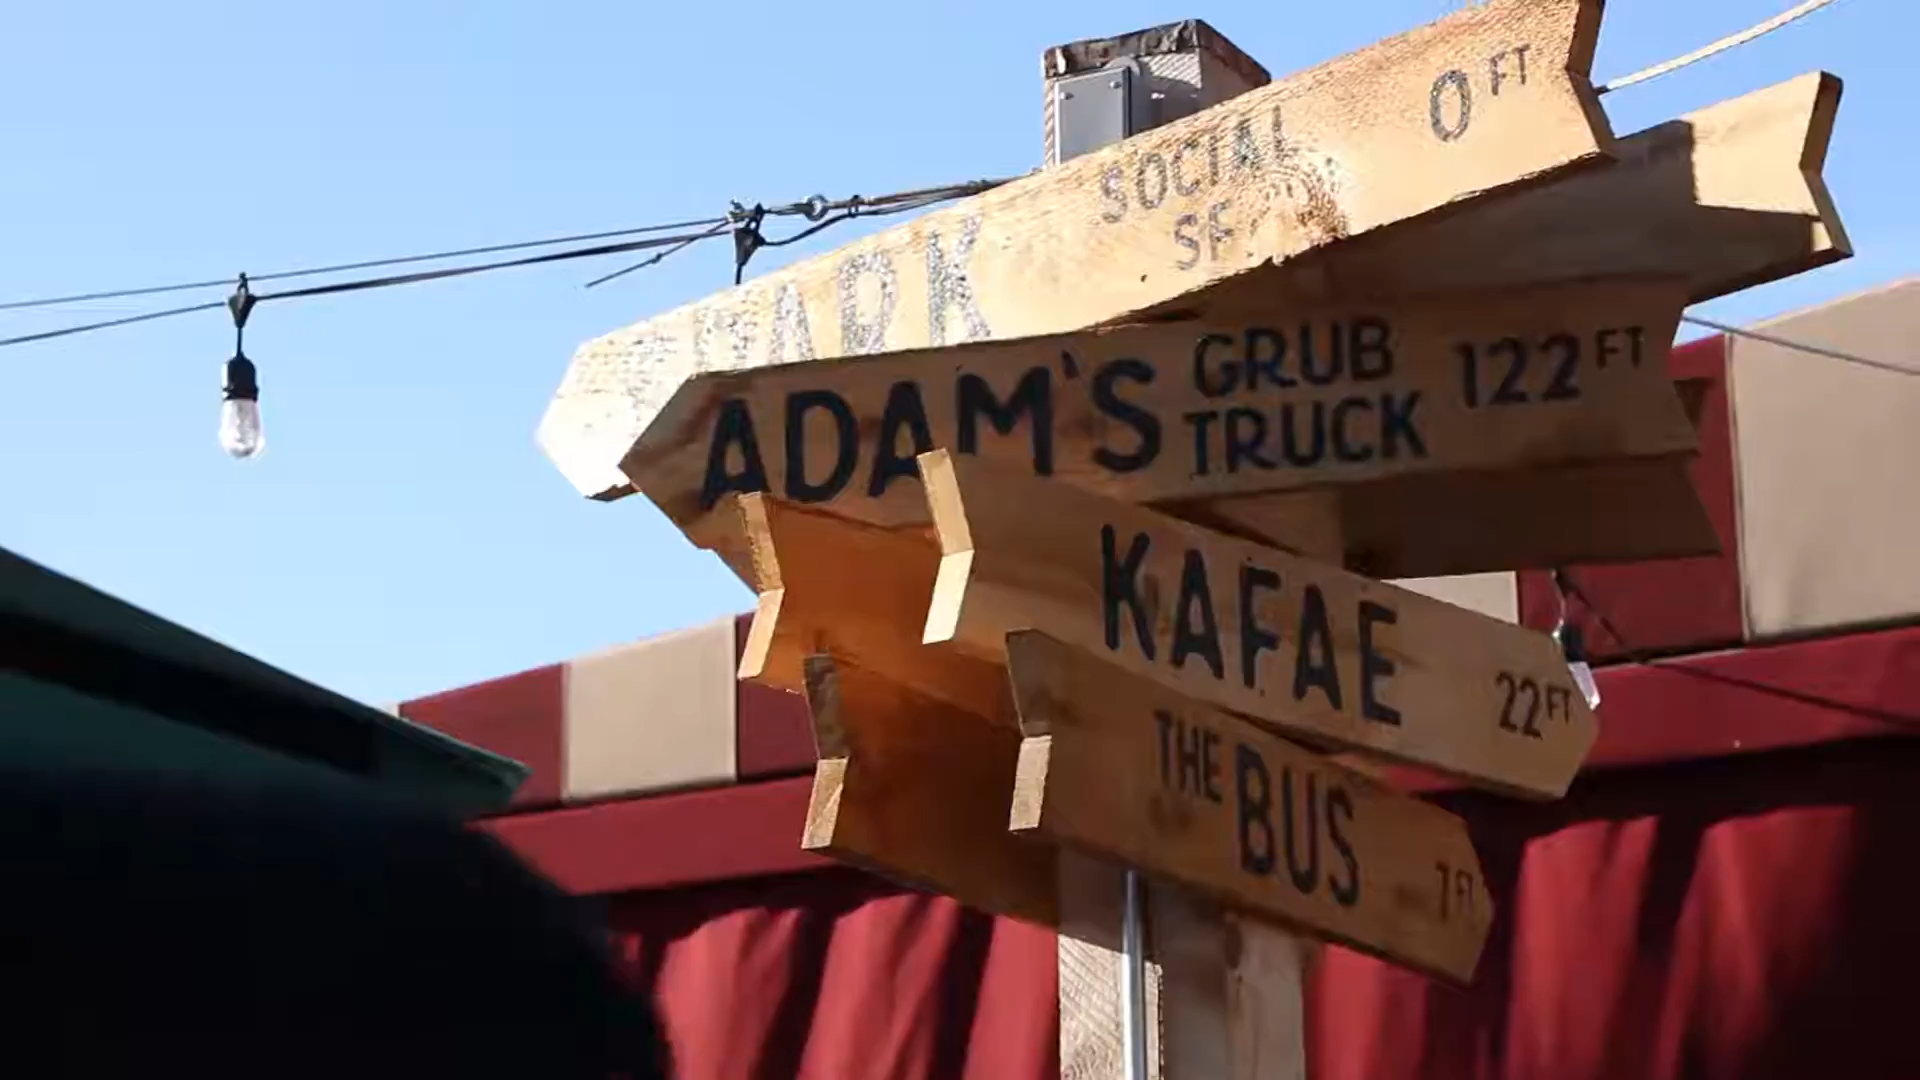 PARK SOCIAL SF 0 FT
ADAM'S GRUB TRUCK 122 FT
KAFAE 22 FT
THE BUS 7 FT